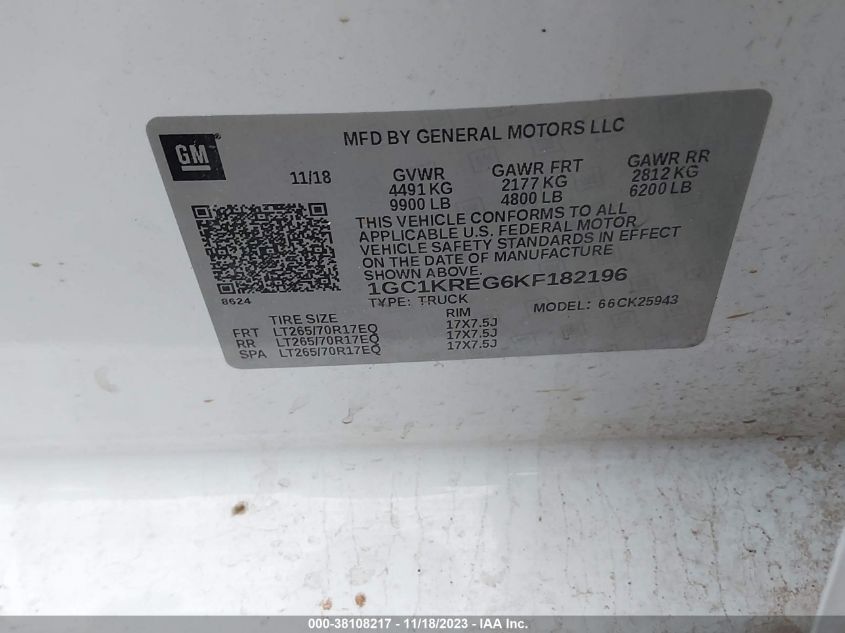 MFD BY GENERAL MOTORS LLC
GM
11/18
GVWR GAWR FRT GAWR RR
4491 KG 2177 KG 2812 KG
9900 LB 4800 LB 6200 LB
THIS VEHICLE CONFORMS TO ALL
APPLICABLE U.S. FEDERAL MOTOR
VEHICLE SAFETY STANDARDS IN EFFECT
ON THE DATE OF MANUFACTURE
SHOWN ABOVE.
1GC1KREG6KF182196
8624
TYPE: TRUCK MODEL: 66CK25943
TIRE SIZE RIM
FRT LT265/70R17EQ 17X7.5J
RR LT265/70R17EQ 17X7.5J
SPA LT265/70R17EQ 17X7.5J
000-38108217 - 11/18/2023 - IAA Inc.